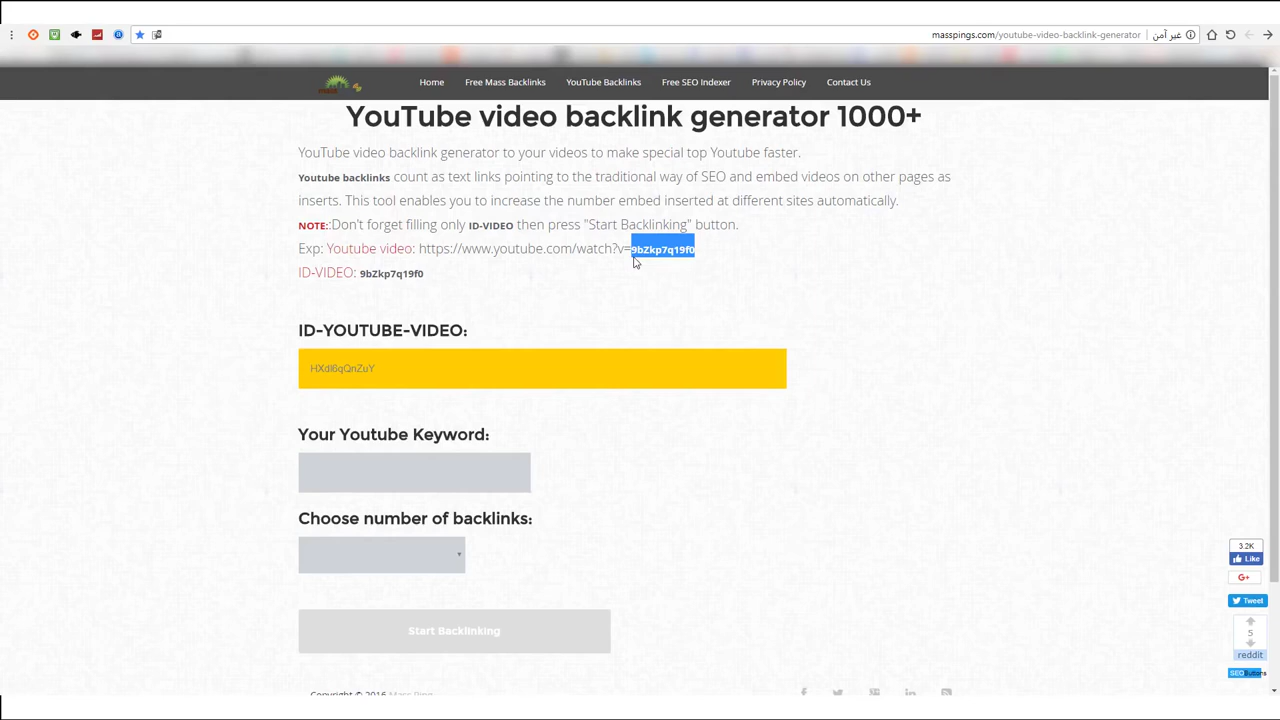 masspings.com/youtube-video-backlink-generator
غير آمن
Home
Free Mass Backlinks
YouTube Backlinks
Free SEO Indexer
Privacy Policy
Contact Us
YouTube video backlink generator 1000+
YouTube video backlink generator to your videos to make special top Youtube faster.
Youtube backlinks count as text links pointing to the traditional way of SEO and embed videos on other pages as
inserts. This tool enables you to increase the number embed inserted at different sites automatically.
NOTE::Don't forget filling only ID-VIDEO then press "Start Backlinking" button.
Exp: Youtube video: https://www.youtube.com/watch?v=9bZkp7q19f0
ID-VIDEO: 9bZkp7q19f0
ID-YOUTUBE-VIDEO:
HXdl6qQnZuY
Your Youtube Keyword:
Choose number of backlinks:
Start Backlinking
3.2K
Like
G+
Tweet
5
reddit
SEOButtons
Copyright © 2016 Mass Ping